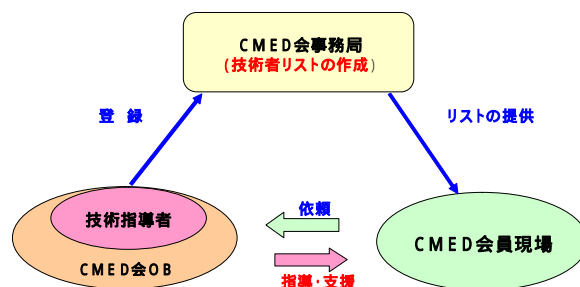 CMED会事務局
(技術者リストの作成)
登 録
リストの提供
技術指導者
依頼
CMED会員現場
CMED会OB
指導・支援